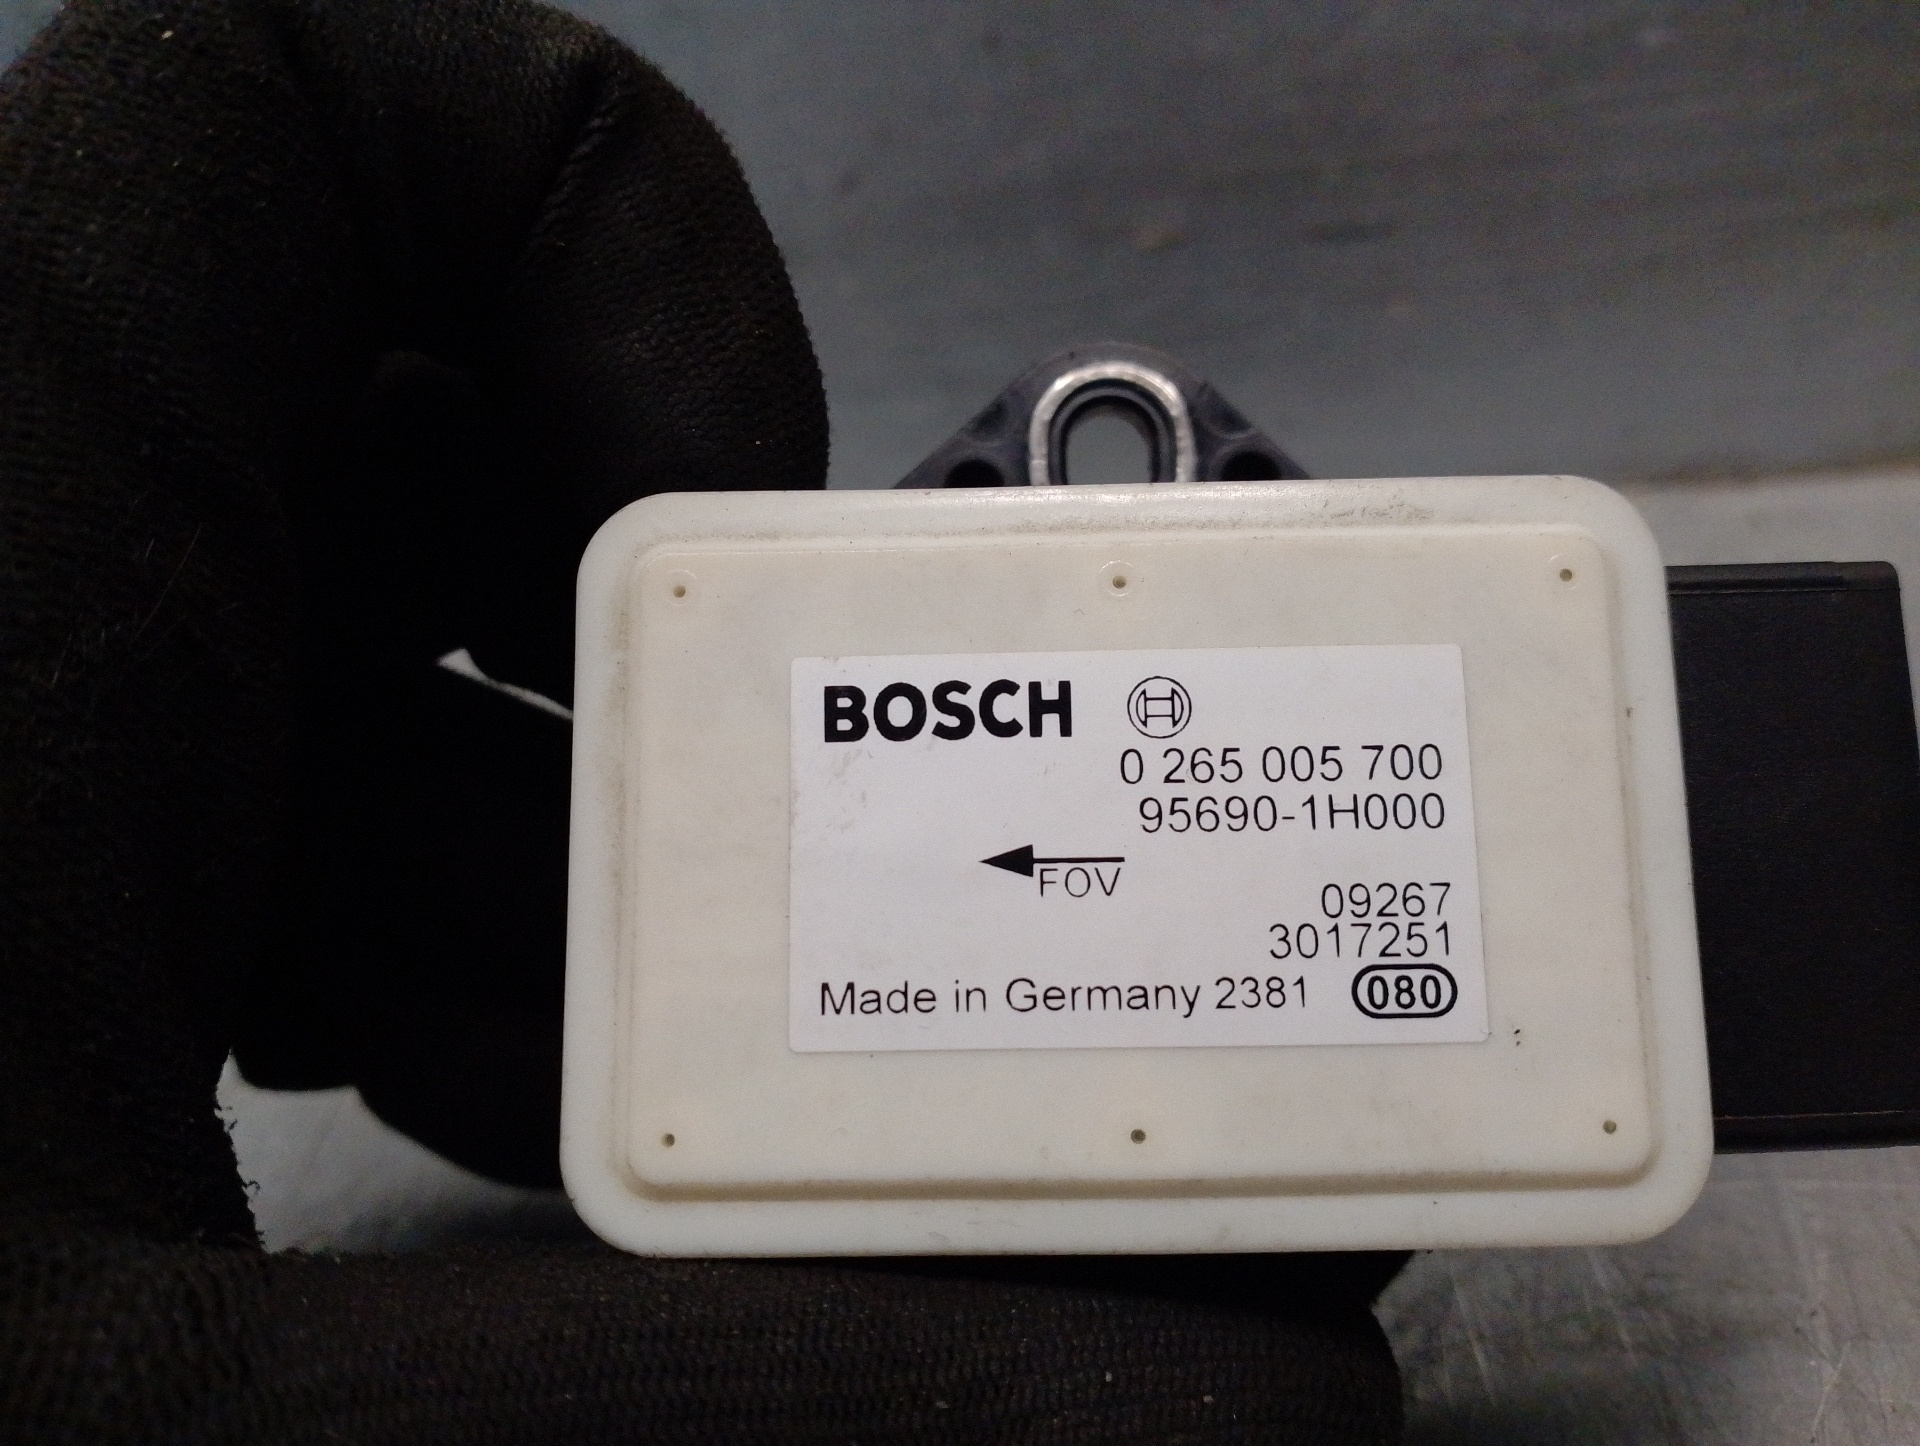 BOSCH
0 265 005 700
95690-1H000
FOV
09267
3017251
Made in Germany 2381 080